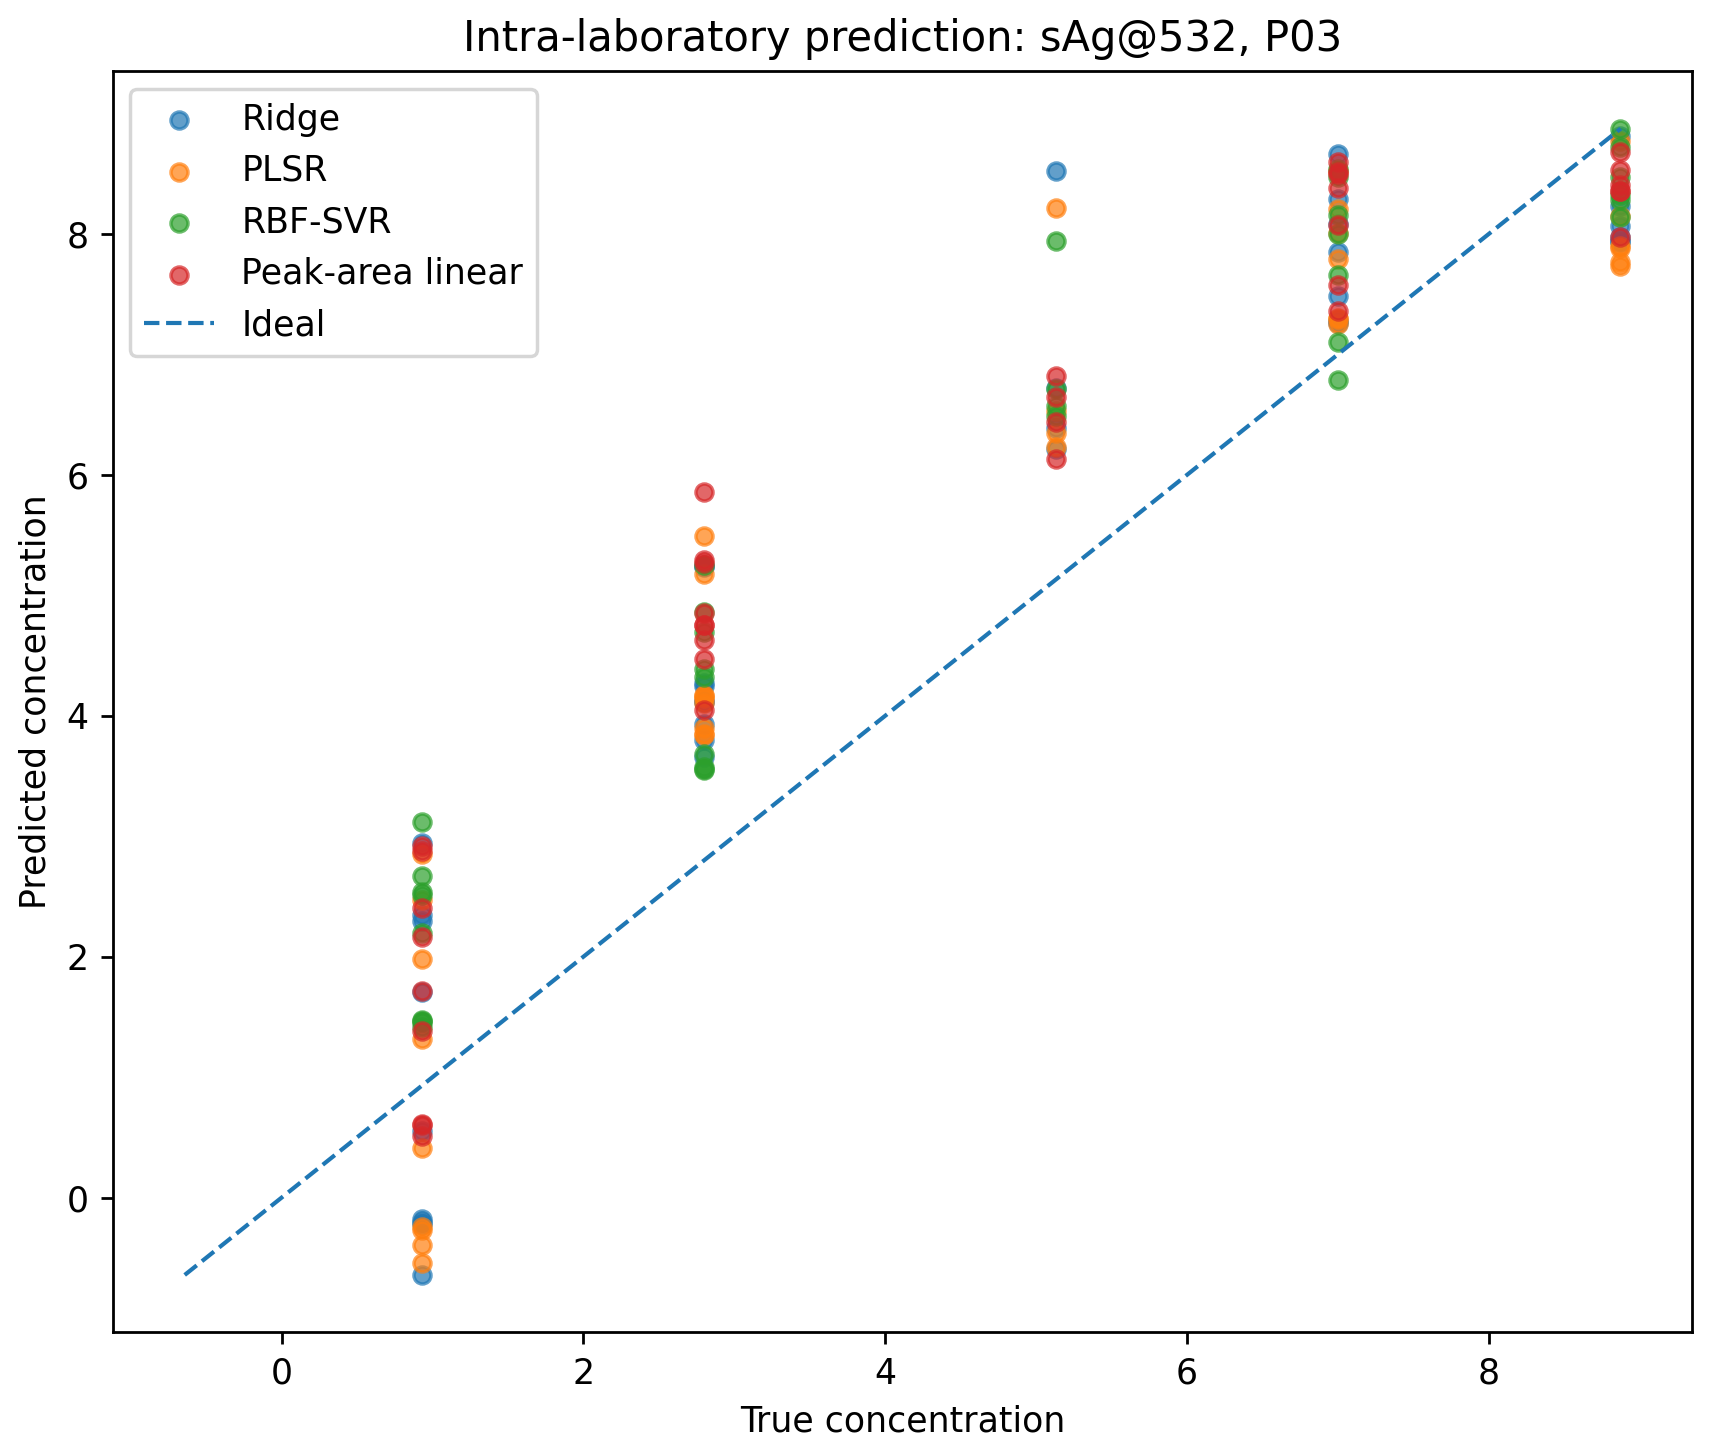 Intra-laboratory prediction: sAg@532, P03
Ridge
PLSR
RBF-SVR
Peak-area linear
Ideal
8
6
4
2
0
Predicted concentration
0 2 4 6 8
True concentration